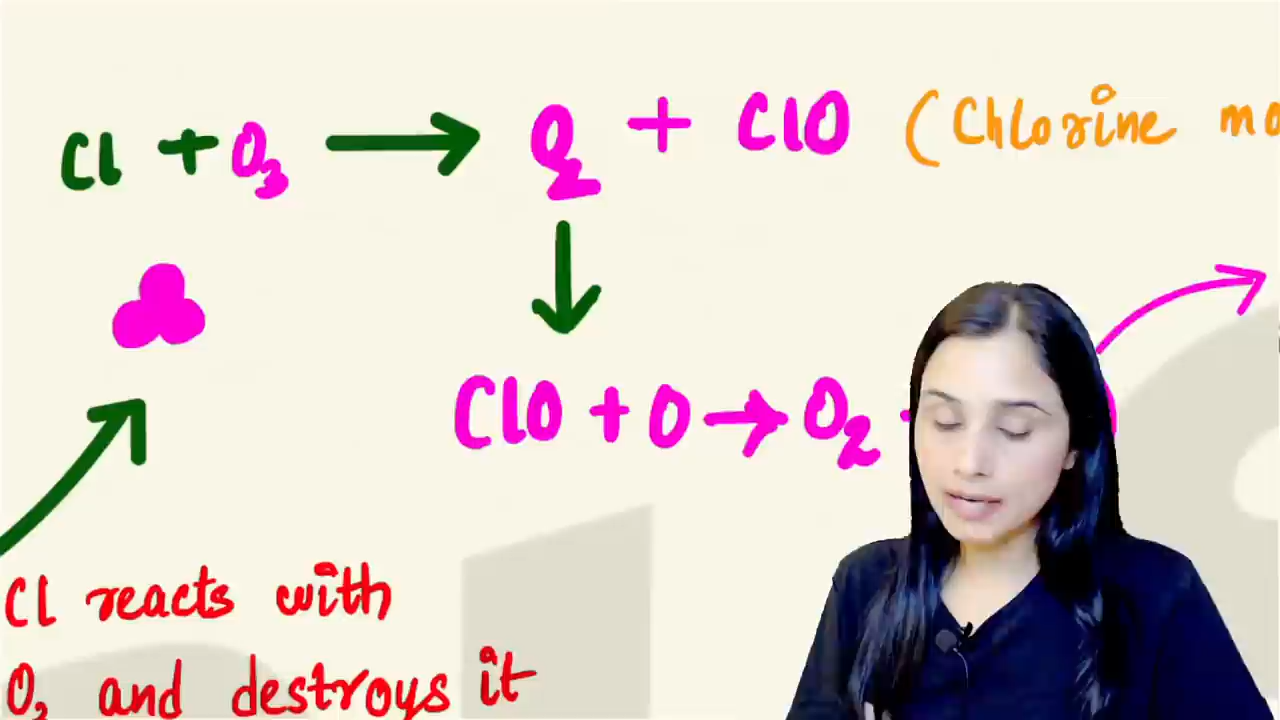 Cl + O3 → O2 + ClO (Chlorine mo
ClO + O → O2 +
Cl reacts with
O3 and destroys it